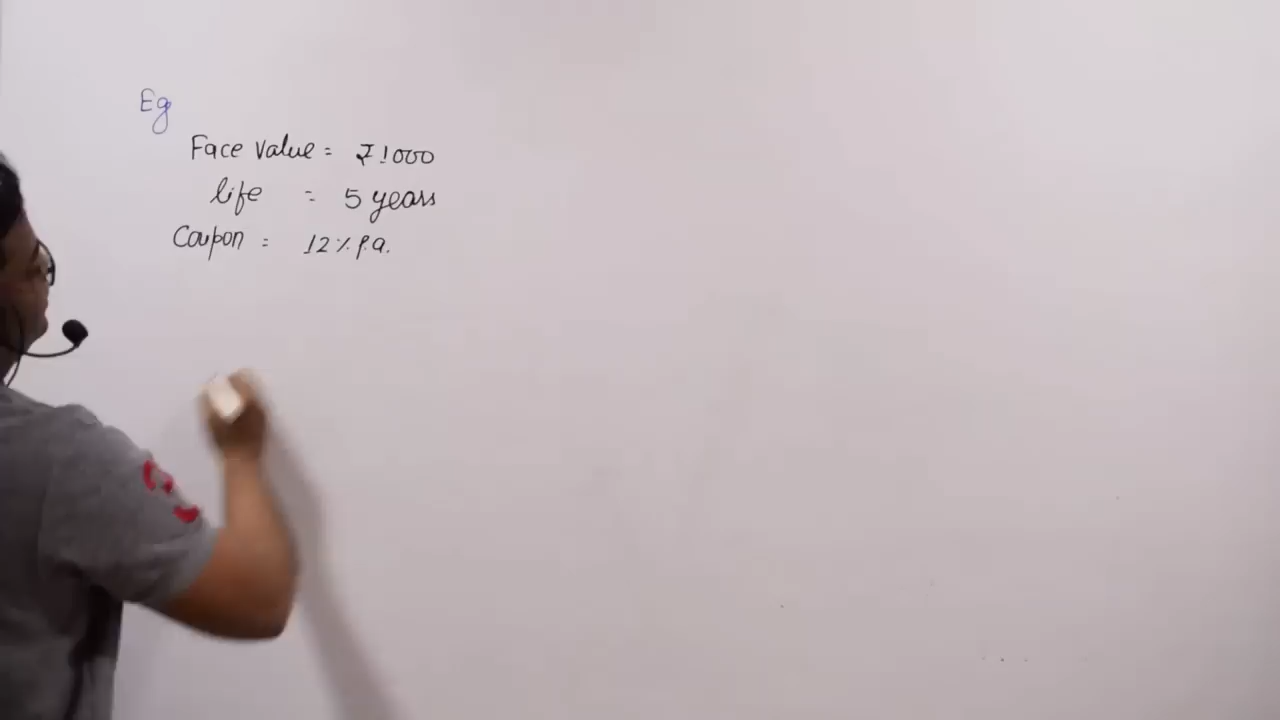 Eg
Face value = ₹1000
life = 5 years
Coupon = 12% p.a.